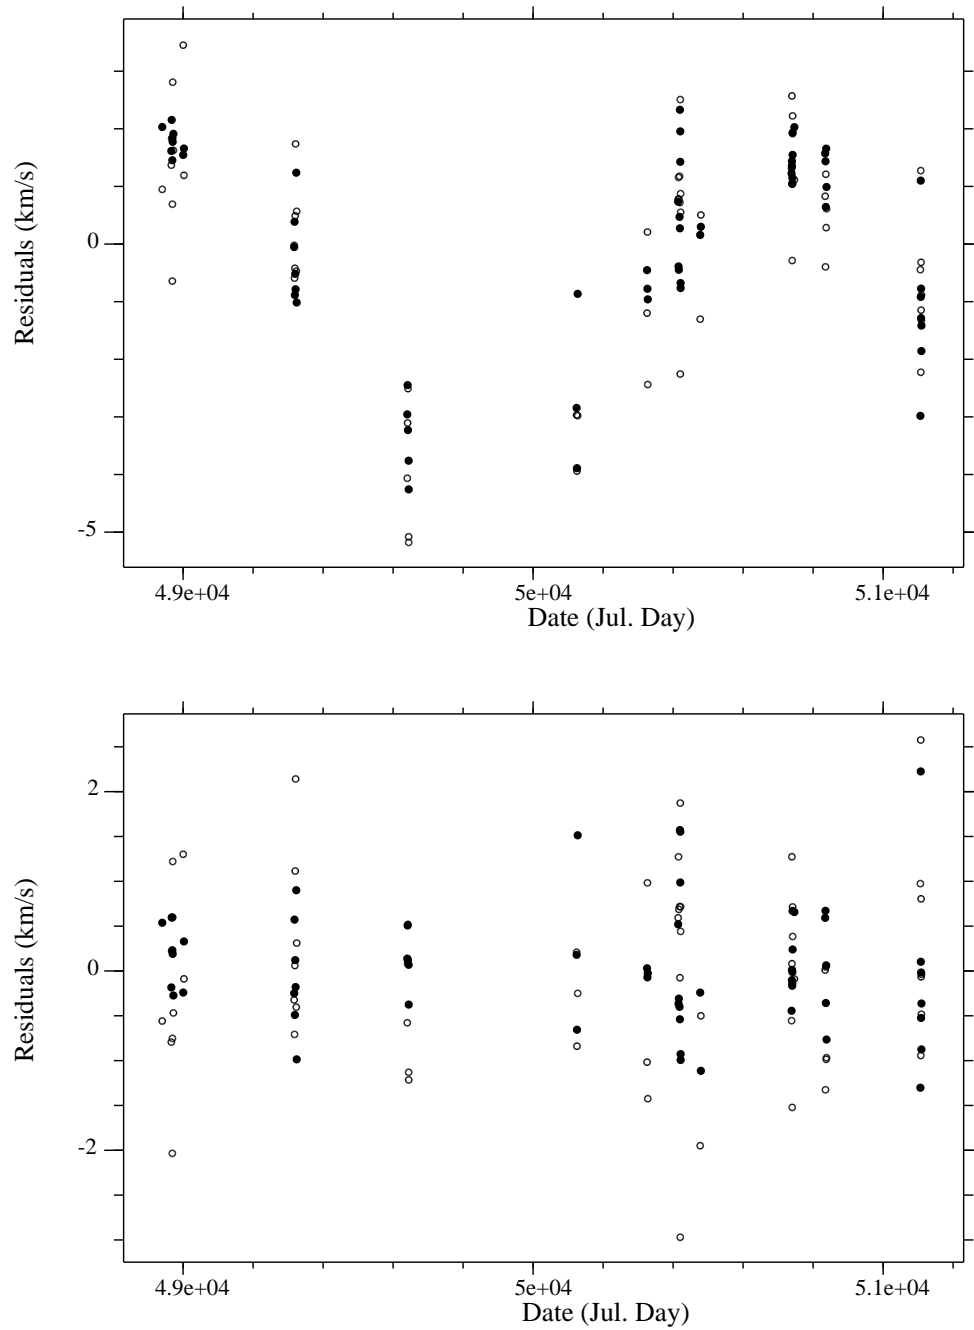 Residuals (km/s)
0
-5
4.9e+04 5e+04 5.1e+04
Date (Jul. Day)
Residuals (km/s)
2
0
-2
4.9e+04 5e+04 5.1e+04
Date (Jul. Day)